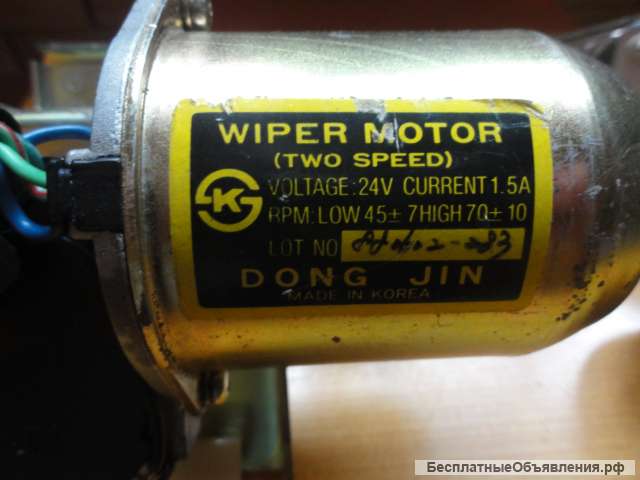 WIPER MOTOR
(TWO SPEED)
VOLTAGE:24V CURRENT 1.5A
RPM:LOW 45± 7HIGH 70± 10
LOT NO
DONG JIN
MADE IN KOREA
БесплатныеОбъявления.рф